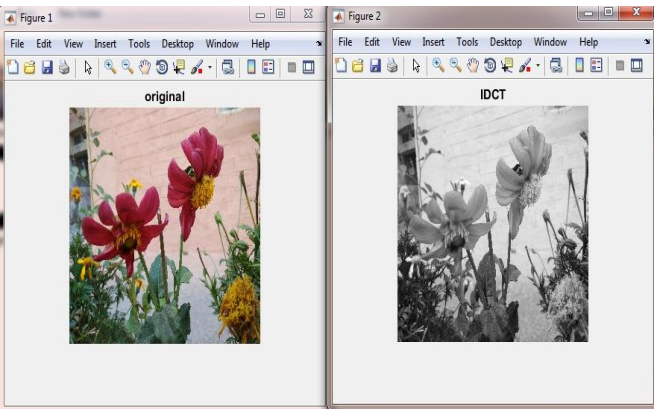 Figure 1
File Edit View Insert Tools Desktop Window Help
original
Figure 2
File Edit View Insert Tools Desktop Window Help
IDCT